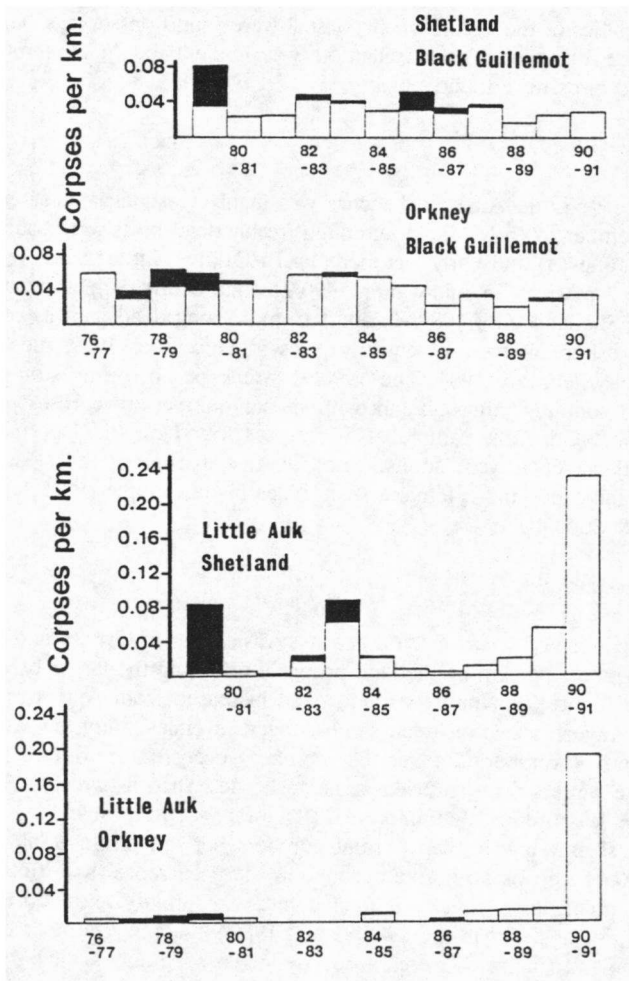 Corpses per km.
Shetland
Black Guillemot
0.08
0.04
80 82 84 86 88 90
-81 -83 -85 -87 -89 -91
Orkney
Black Guillemot
0.08
0.04
76 78 80 82 84 86 88 90
-77 -79 -81 -83 -85 -87 -89 -91
Corpses per km.
0.24
0.20
0.16
0.12
0.08
0.04
Little Auk
Shetland
80 82 84 86 88 90
-81 -83 -85 -87 -89 -91
0.24
0.20
0.16
0.12
0.08
0.04
Little Auk
Orkney
76 78 80 82 84 86 88 90
-77 -79 -81 -83 -85 -87 -89 -91